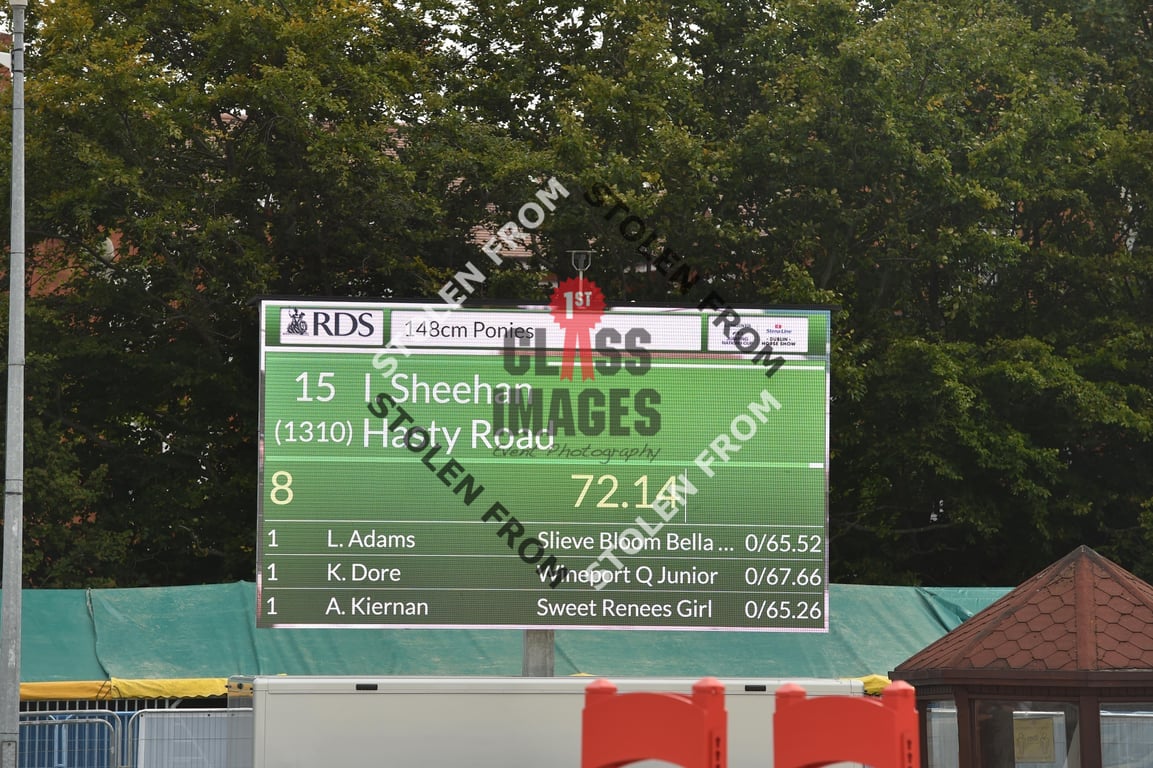 RDS 148cm Ponies
Stena Line
DUBLIN
HORSE SHOW
15 I. Sheehan
(1310) Hasty Road
8 72.14
1 L. Adams Slieve Bloom Bella ... 0/65.52
1 K. Dore Wineport Q Junior 0/67.66
1 A. Kiernan Sweet Renees Girl 0/65.26
1ST
CLASS
IMAGES
Event Photography
STOLEN FROM
STOLEN FROM
STOLEN FROM
STOLEN FROM